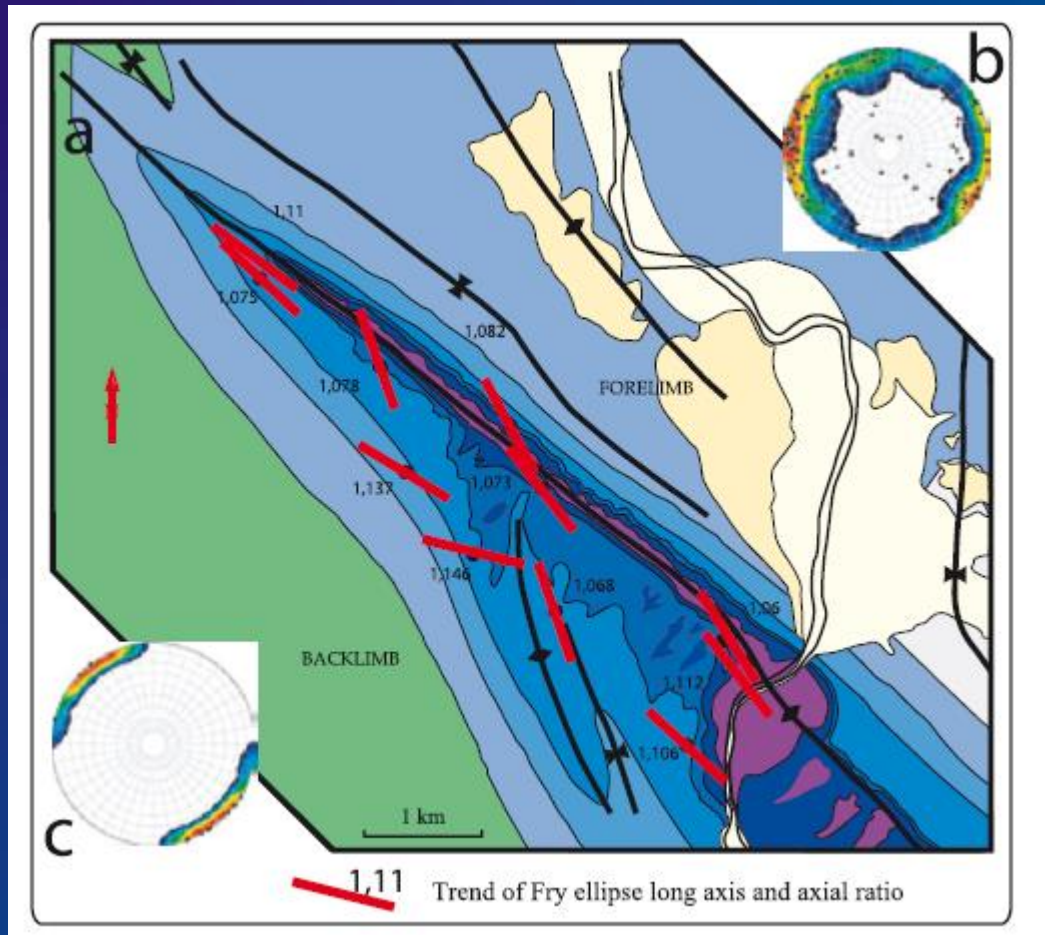 b
a
1,11
1,075
1,082
1,078
FORELIMB
1,137
1,073
1,146
1,068
1,06
BACKLIMB
1,112
1,106
c
1 km
1,11 Trend of Fry ellipse long axis and axial ratio